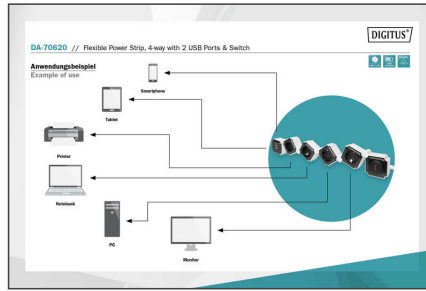 DIGITUS®
DA-70620 // Flexible Power Strip, 4-way with 2 USB Ports & Switch
Anwendungsbeispiel
Example of use
Smartphone
Tablet
Printer
Notebook
PC
Monitor